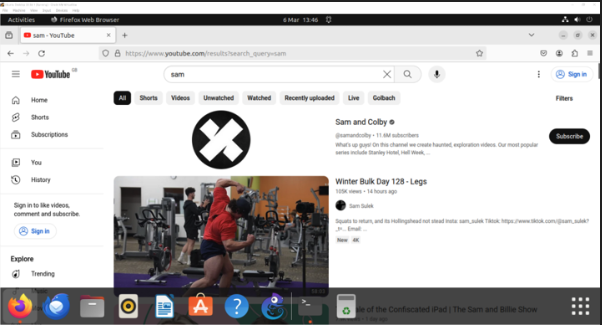 Activities Firefox Web Browser 6 Mar 13:46
sam - YouTube
https://www.youtube.com/results?search_query=sam
YouTube GB
sam
Sign in
Home
Shorts
Subscriptions
You
History
Sign in to like videos, comment and subscribe.
Sign in
Explore
Trending
All Shorts Videos Unwatched Watched Recently uploaded Live Golbach Filters
Sam and Colby
@samandcolby • 11.6M subscribers
What's up guys! On this channel we create haunted, exploration videos. Our most popular
series include Stanley Hotel, Hell Week, ...
Subscribe
Winter Bulk Day 128 - Legs
105K views • 14 hours ago
Sam Sulek
Squats to return, and its Hellingshead not stead Insta: sam_sulek Tiktok: https://www.tiktok.com/@sam_sulek?
_t... Email: ...
New 4K
of the Confiscated iPad | The Sam and Billie Show